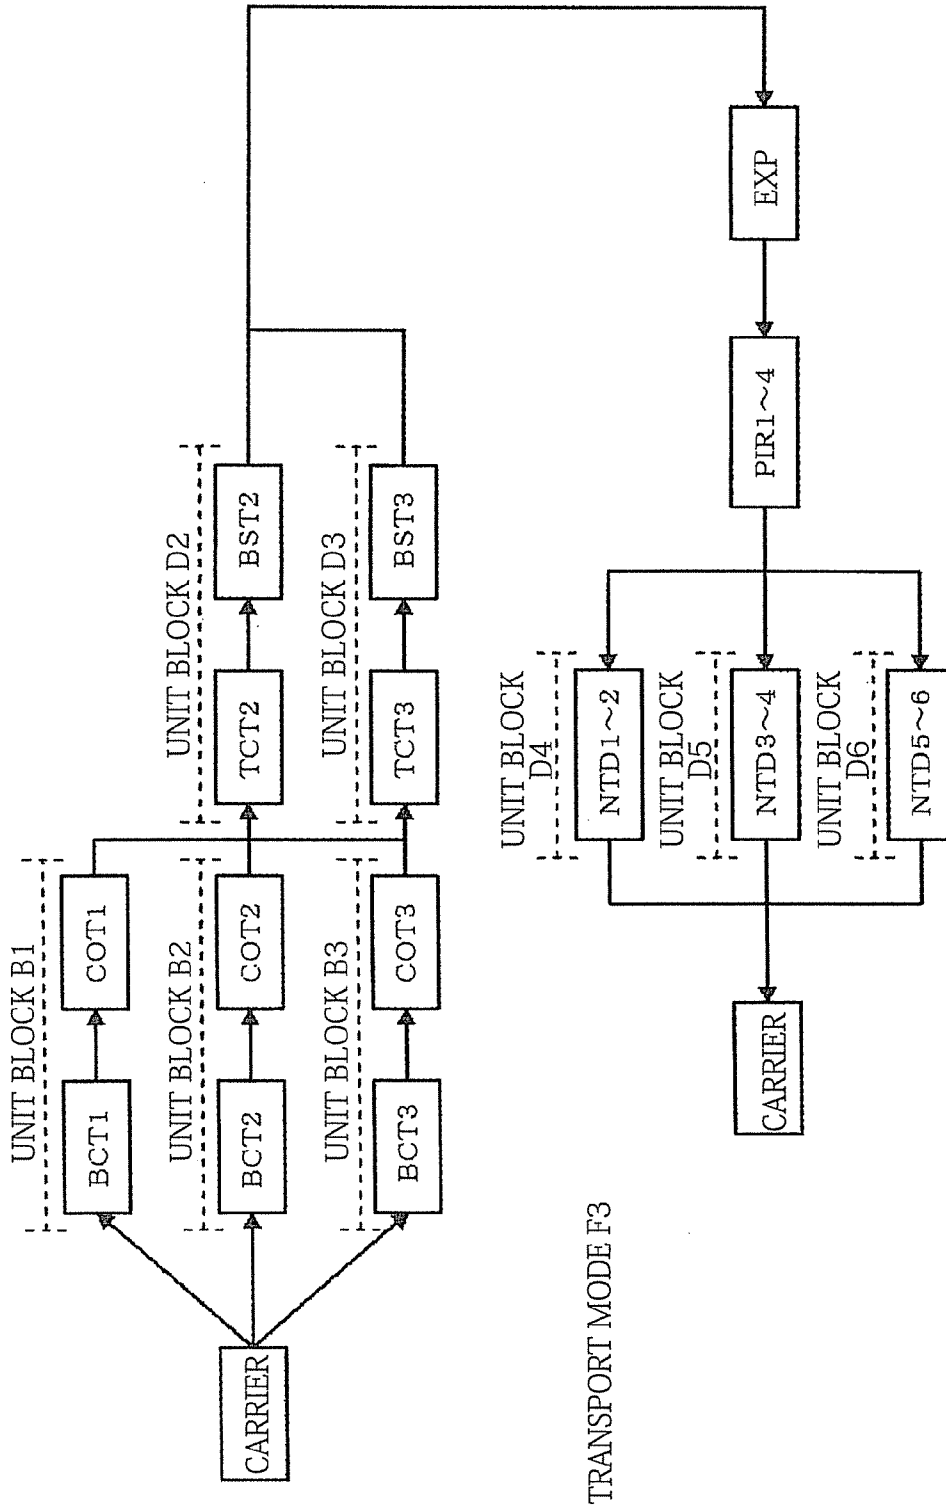 UNIT BLOCK B1
BCT1
COT1
UNIT BLOCK B2
CARRIER
BCT2
COT2
UNIT BLOCK B3
BCT3
COT3
UNIT BLOCK D2
TCT2
BST2
UNIT BLOCK D3
TCT3
BST3
EXP
PIR1~4
UNIT BLOCK
D4
NTD1~2
UNIT BLOCK
D5
NTD3~4
UNIT BLOCK
D6
NTD5~6
CARRIER
TRANSPORT MODE F3